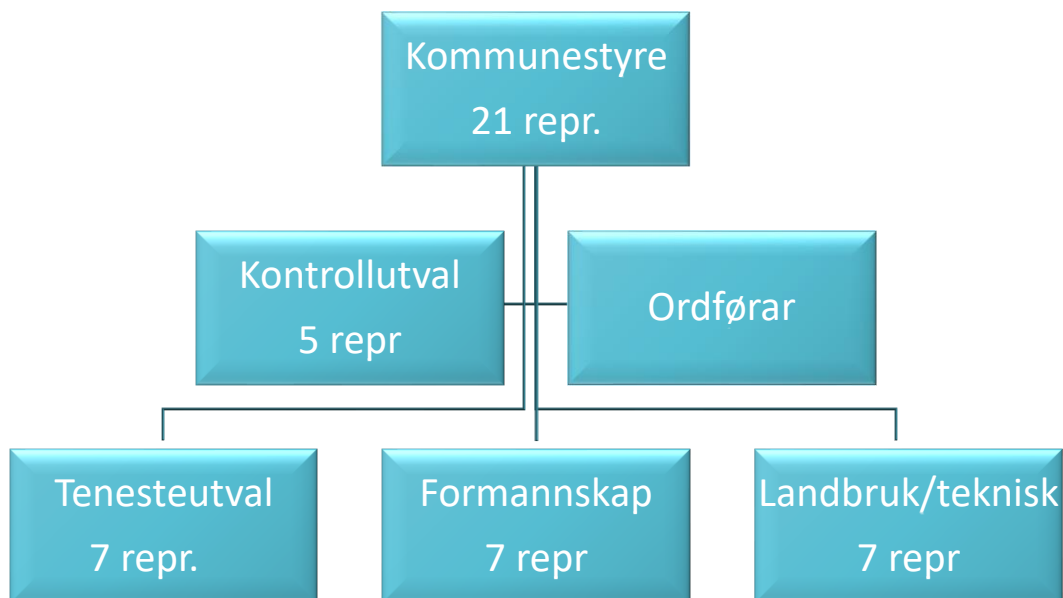 Kommunestyre
21 repr.
Kontrollutval
5 repr
Ordførar
Tenesteutval
7 repr.
Formannskap
7 repr
Landbruk/teknisk
7 repr